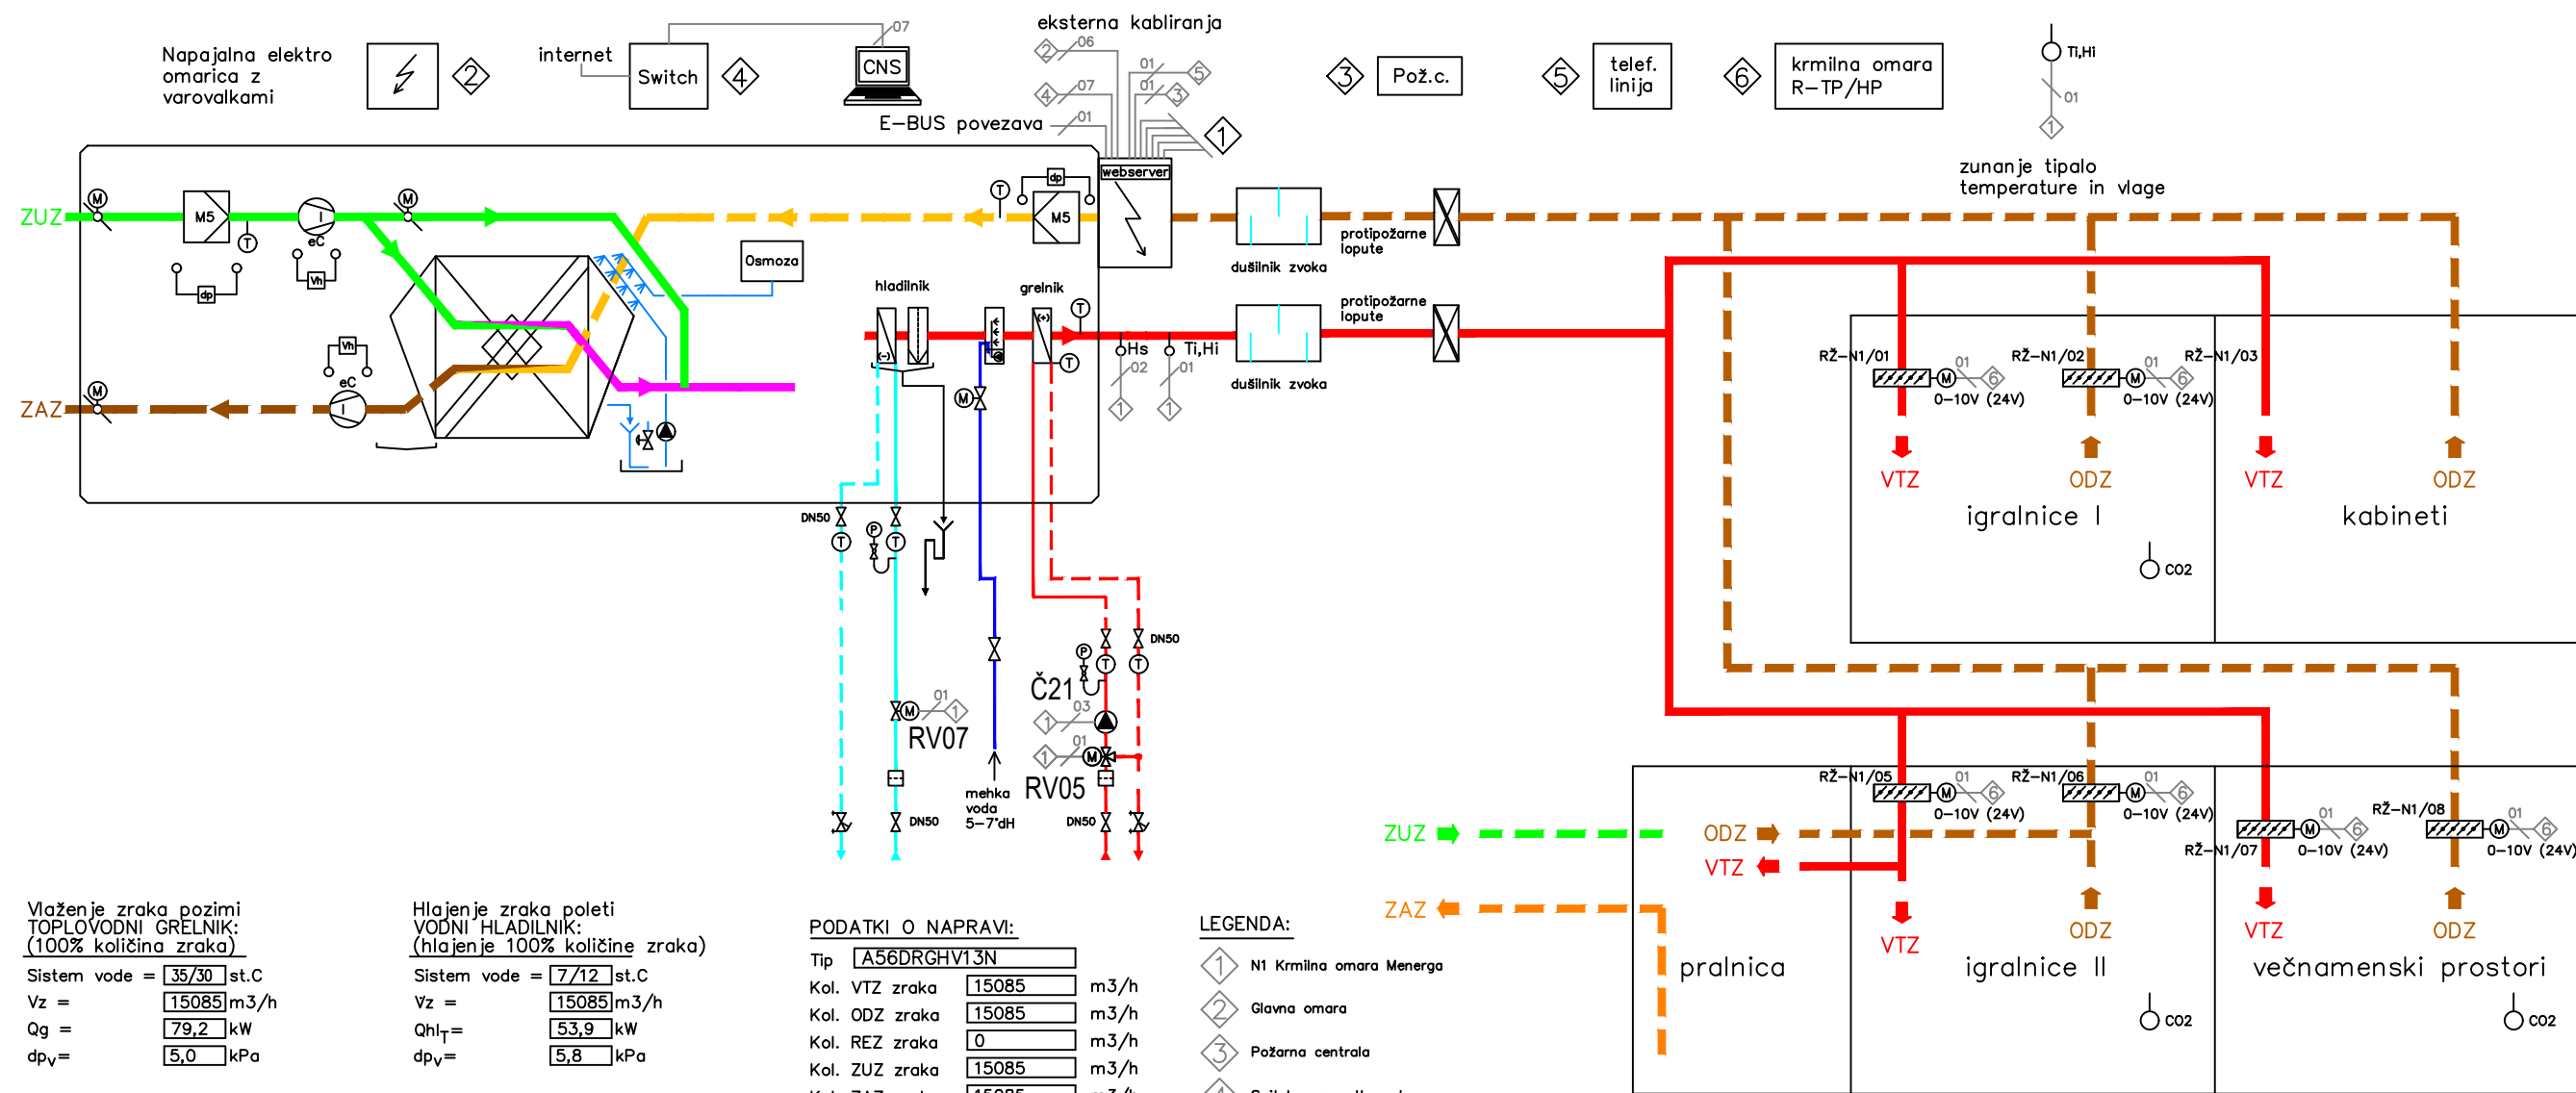 Napajalna elektro
omarica z
varovalkami
2
internet
Switch
4
07
CNS
eksterna kabliranja
2
06
4
07
E-BUS povezava
01
01
5
01
3
1
3
Pož.c.
5
telef.
linija
6
krmilna omara
R-TP/HP
Ti,Hi
01
1
zunanje tipalo
temperature in vlage
ZUZ
M
M5
T
I
eC
M
dp
Vh
Osmoza
T
dp
M5
webserver
dušilnik zvoka
protipožarne
lopute
hladilnik
(-)
grelnik
(+)
T
T
Hs
02
1
Ti,Hi
01
1
dušilnik zvoka
protipožarne
lopute
ZAZ
M
Vh
eC
I
M
DN50
T
P
T
M
01
1
RV07
DN50
mehka
voda
5-7°dH
P
T
T
DN50
Č21
1
03
1
01
M
RV05
DN50
RŽ-N1/01
M
01
6
0-10V (24V)
RŽ-N1/02
M
01
6
0-10V (24V)
RŽ-N1/03
VTZ
ODZ
VTZ
ODZ
igralnice I
kabineti
CO2
RŽ-N1/05
M
01
6
0-10V (24V)
RŽ-N1/06
M
01
6
0-10V (24V)
RŽ-N1/07
M
01
6
0-10V (24V)
RŽ-N1/08
M
01
6
0-10V (24V)
ZUZ
ODZ
VTZ
ZAZ
VTZ
ODZ
VTZ
ODZ
pralnica
igralnice II
večnamenski prostori
CO2
CO2
Vlaženje zraka pozimi
TOPLOVODNI GRELNIK:
(100% količina zraka)
Sistem vode = 35/30 st.C
Vz = 15085 m3/h
Qg = 79,2 kW
dpv= 5,0 kPa
Hlajenje zraka poleti
VODNI HLADILNIK:
(hlajenje 100% količine zraka)
Sistem vode = 7/12 st.C
Vz = 15085 m3/h
QhlT= 53,9 kW
dpv= 5,8 kPa
PODATKI O NAPRAVI:
Tip A56DRGHV13N
Kol. VTZ zraka 15085 m3/h
Kol. ODZ zraka 15085 m3/h
Kol. REZ zraka 0 m3/h
Kol. ZUZ zraka 15085 m3/h
Kol. ZAZ zraka 15085 m3/h
LEGENDA:
1 N1 Krmilna omara Menerga
2 Glavna omara
3 Požarna centrala
4